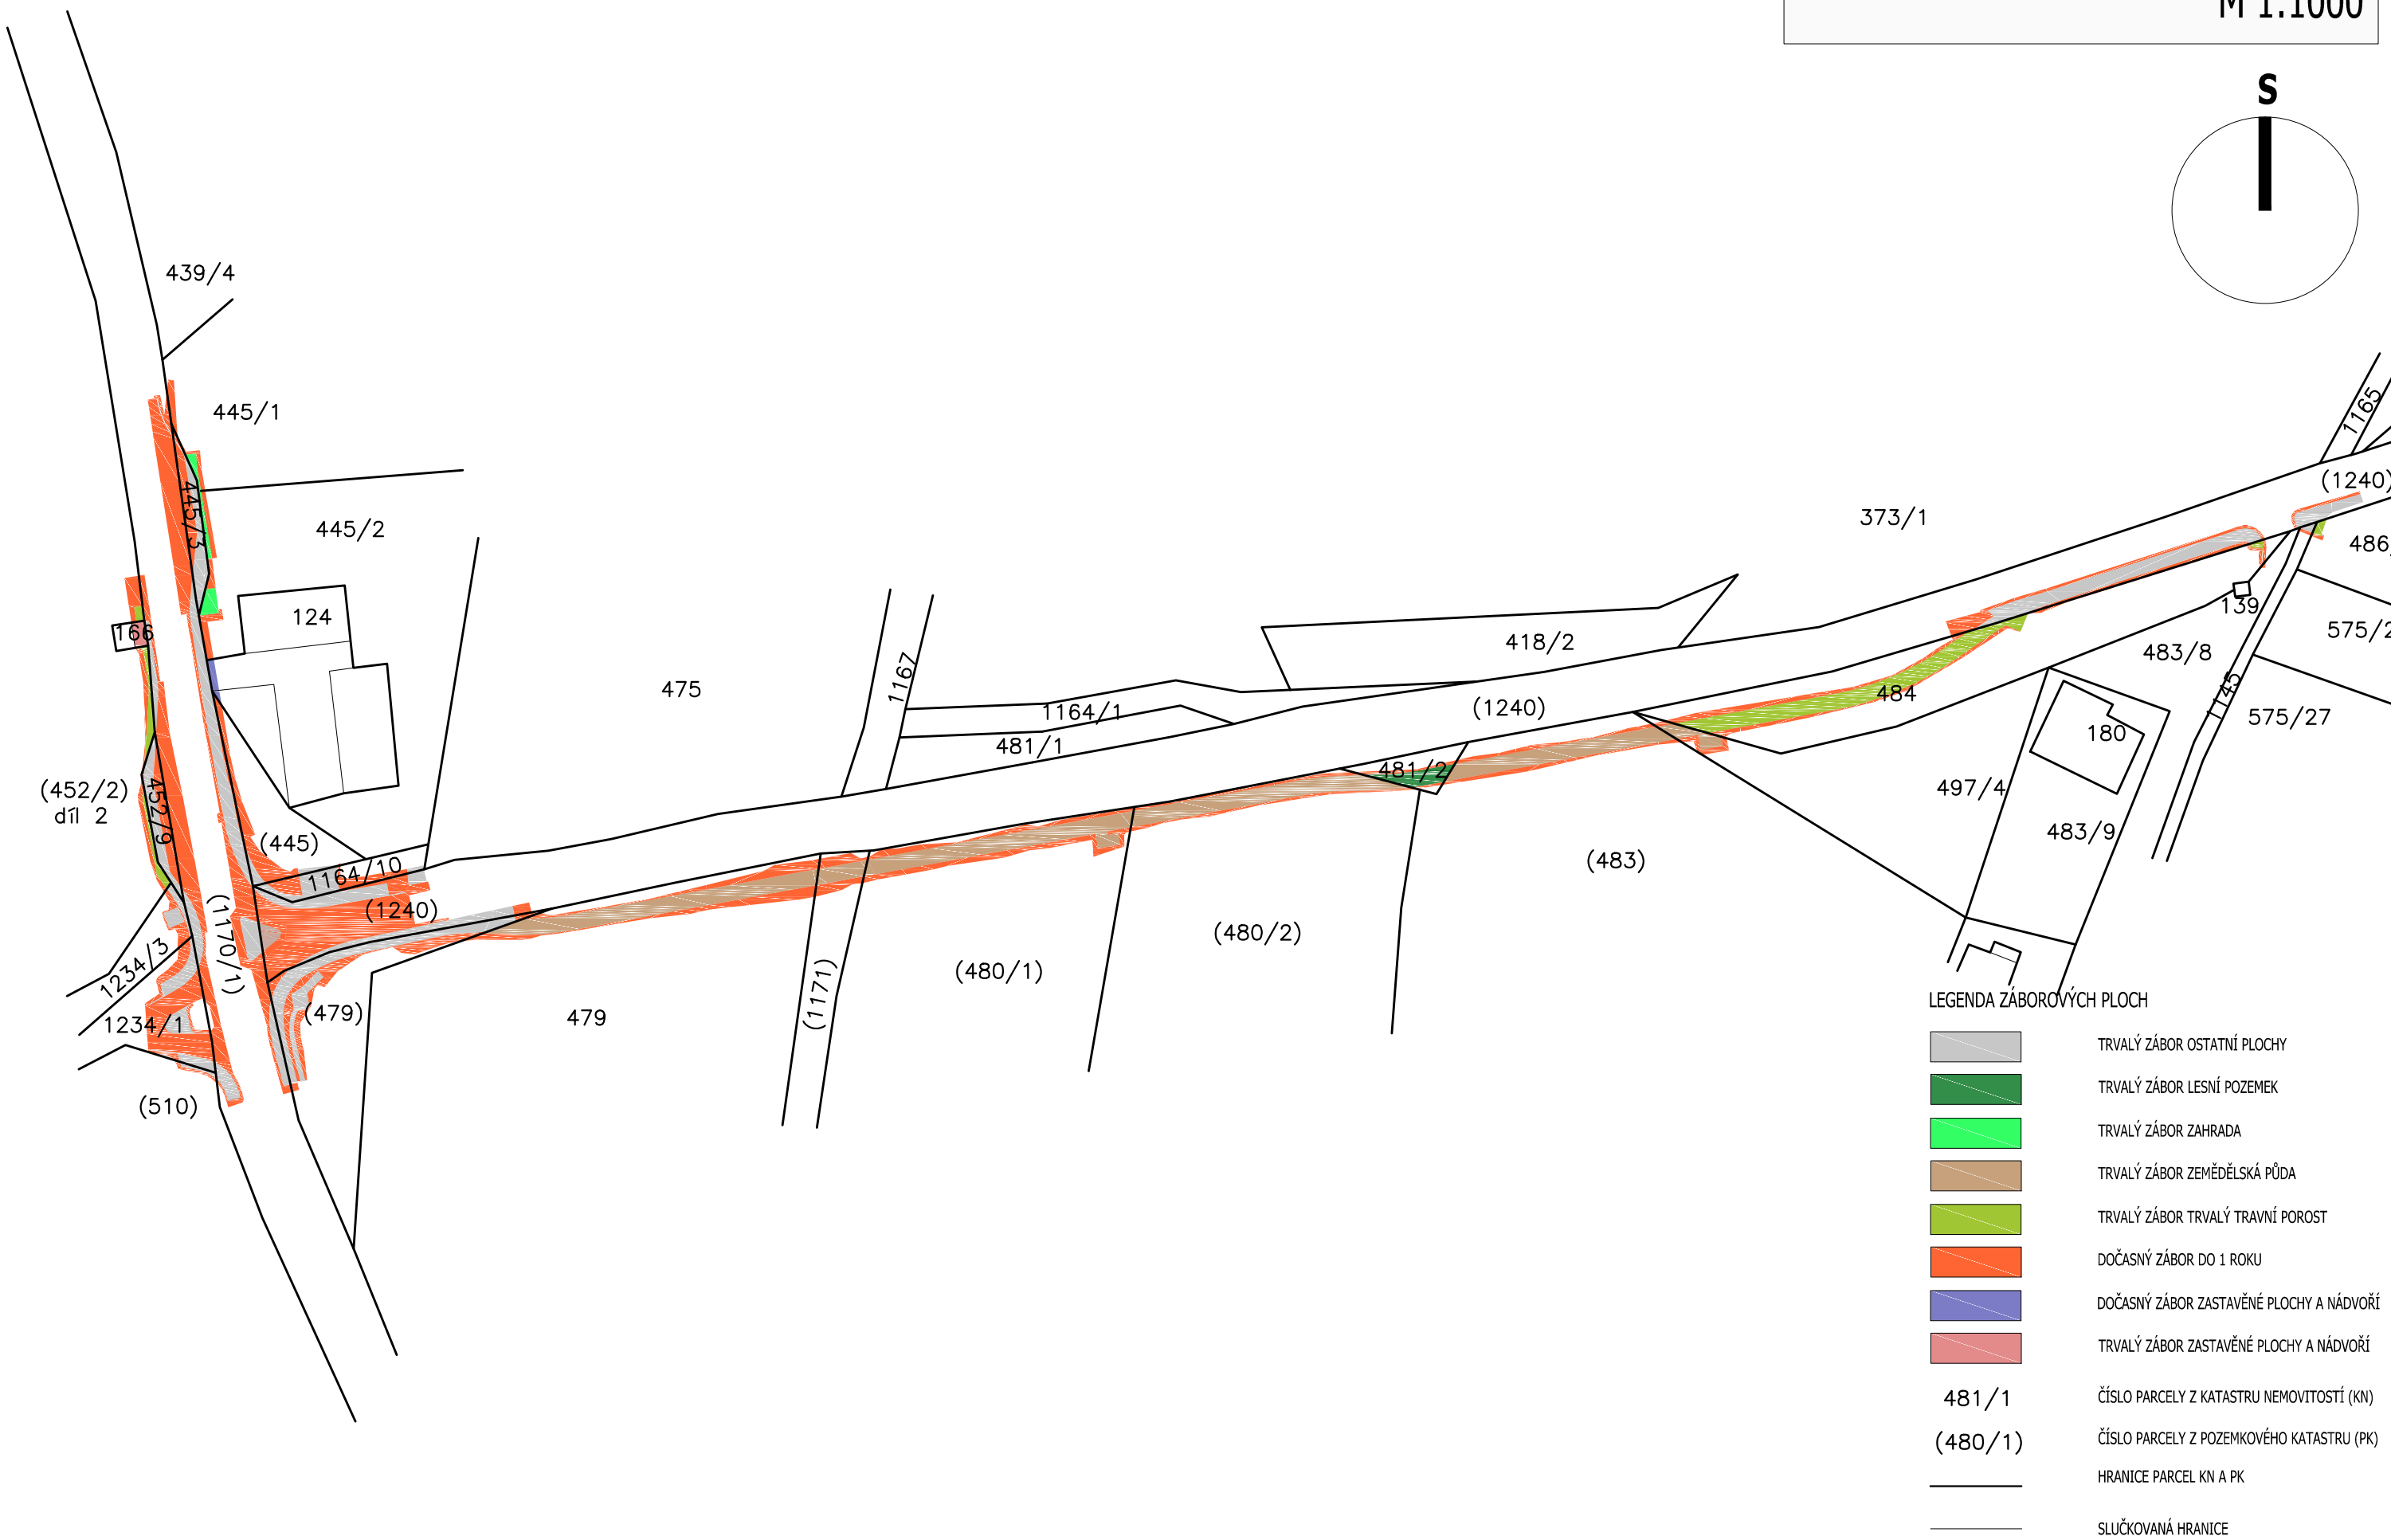 M 1:1000
S
439/4
445/1
445/3
445/2
124
166
(452/2)
díl 2
452/9
(445)
1164/10
(1240)
(1170/1)
1234/3
1234/1
(479)
(510)
475
479
1167
1164/1
481/1
(1171)
(480/1)
(480/2)
418/2
(1240)
481/2
(483)
373/1
484
1165
(1240)
486
139
575/2
483/8
1145
575/27
180
497/4
483/9
LEGENDA ZÁBOROVÝCH PLOCH
TRVALÝ ZÁBOR OSTATNÍ PLOCHY
TRVALÝ ZÁBOR LESNÍ POZEMEK
TRVALÝ ZÁBOR ZAHRADA
TRVALÝ ZÁBOR ZEMĚDĚLSKÁ PŮDA
TRVALÝ ZÁBOR TRVALÝ TRAVNÍ POROST
DOČASNÝ ZÁBOR DO 1 ROKU
DOČASNÝ ZÁBOR ZASTAVĚNÉ PLOCHY A NÁDVOŘÍ
TRVALÝ ZÁBOR ZASTAVĚNÉ PLOCHY A NÁDVOŘÍ
481/1 ČÍSLO PARCELY Z KATASTRU NEMOVITOSTÍ (KN)
(480/1) ČÍSLO PARCELY Z POZEMKOVÉHO KATASTRU (PK)
HRANICE PARCEL KN A PK
SLUČKOVANÁ HRANICE